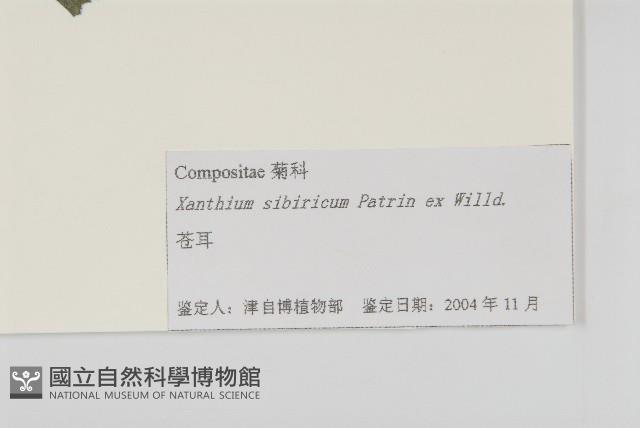 Compositae 菊科
Xanthium sibiricum Patrin ex Willd.
苍耳
鉴定人：津自博植物部 鉴定日期：2004 年 11 月
國立自然科學博物館
NATIONAL MUSEUM OF NATURAL SCIENCE